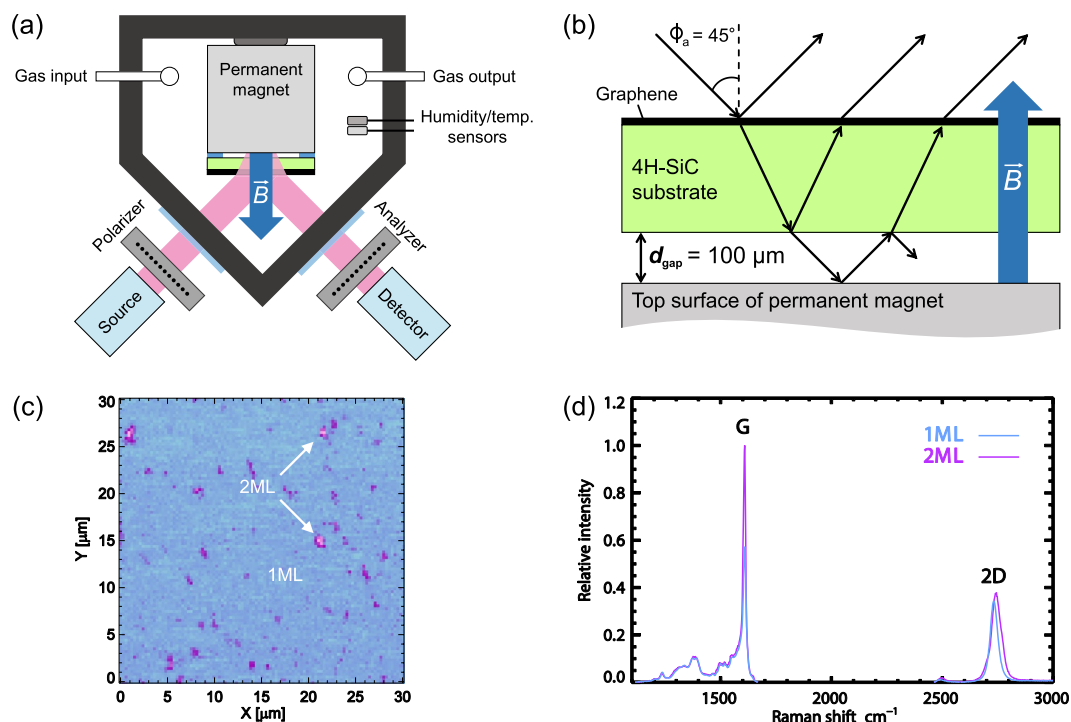 (a)
Gas input
Permanent
magnet
Gas output
Humidity/temp.
sensors
B
Polarizer
Analyzer
Source
Detector
(b)
ϕa = 45°
Graphene
4H-SiC
substrate
B
dgap = 100 μm
Top surface of permanent magnet
(c)
30
25
20
15
10
5
0
Y [μm]
2ML
1ML
0 5 10 15 20 25 30
X [μm]
(d)
1.2
1.0
0.8
0.6
0.4
0.2
0.0
Relative intensity
G
1ML
2ML
2D
1500 2000 2500 3000
Raman shift cm⁻¹